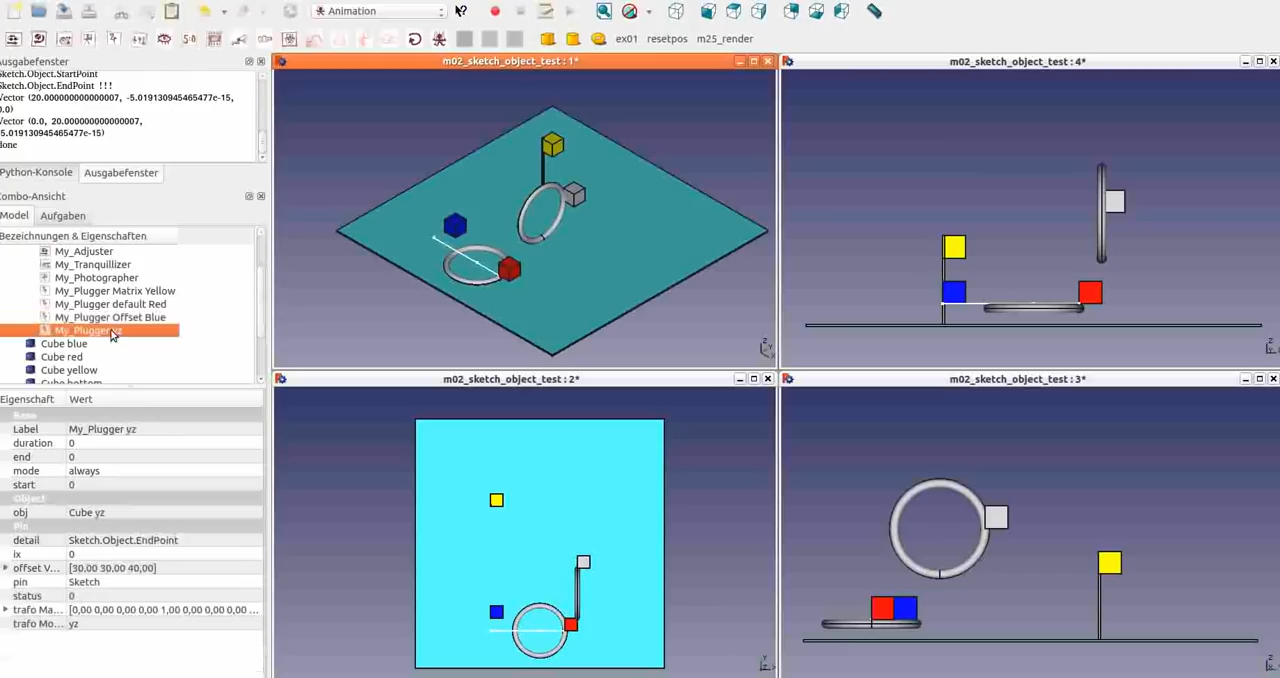 Animation
5-0
ex01 resetpos m25_render
Ausgabefenster
Sketch.Object.StartPoint
Sketch.Object.EndPoint !!!
Vector (20.000000000000007, -5.019130945465477e-15,
0.0)
Vector (0.0, 20.000000000000007,
-5.019130945465477e-15)
done
Python-Konsole Ausgabefenster
Combo-Ansicht
Model Aufgaben
Bezeichnungen & Eigenschaften
My_Adjuster
My_Tranquillizer
My_Photographer
My_Plugger Matrix Yellow
My_Plugger default Red
My_Plugger Offset Blue
My_Plugger yz
Cube blue
Cube red
Cube yellow
Cube bottom
Eigenschaft Wert
Base
Label My_Plugger yz
duration 0
end 0
mode always
start 0
Object
obj Cube yz
Pin
detail Sketch.Object.EndPoint
ix 0
offset V... [30,00 30,00 40,00]
pin Sketch
status 0
trafo Ma... [0,00 0,00 0,00 0,00 1,00 0,00 0,00 0,00 ...
trafo Mo... yz
m02_sketch_object_test : 1*
m02_sketch_object_test : 4*
m02_sketch_object_test : 2*
m02_sketch_object_test : 3*